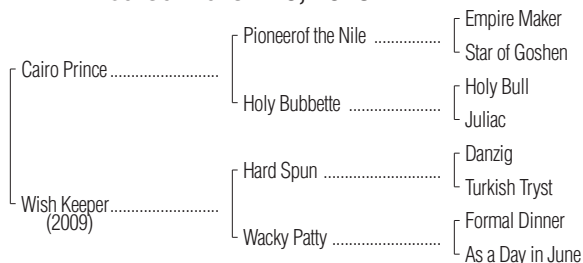 Empire Maker
Pioneerof the Nile
Star of Goshen
Cairo Prince
Holy Bull
Holy Bubbette
Juliac
Danzig
Hard Spun
Turkish Tryst
Wish Keeper
(2009)
Formal Dinner
Wacky Patty
As a Day in June